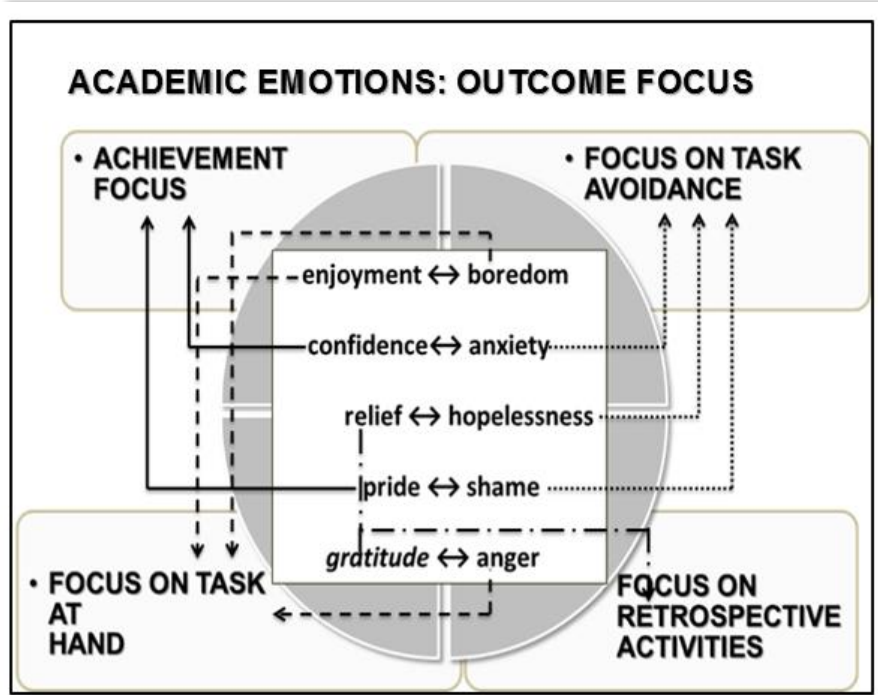 ACADEMIC EMOTIONS: OUTCOME FOCUS
• ACHIEVEMENT
FOCUS
• FOCUS ON TASK
AVOIDANCE
enjoyment ↔ boredom
confidence ↔ anxiety
relief ↔ hopelessness
pride ↔ shame
gratitude ↔ anger
• FOCUS ON TASK
AT
HAND
FOCUS ON
RETROSPECTIVE
ACTIVITIES